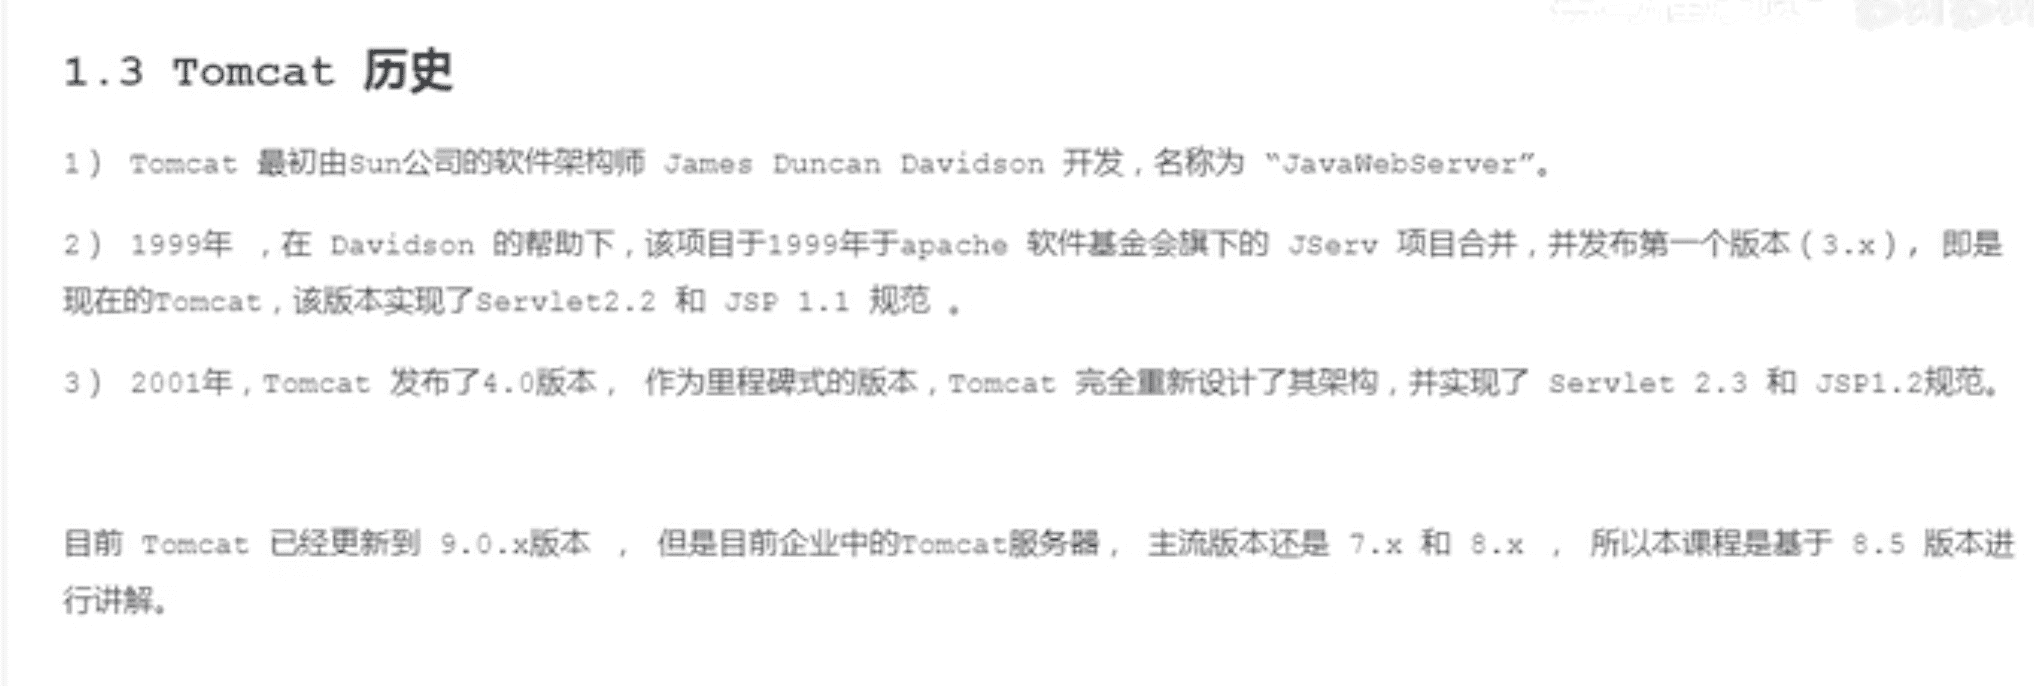 1.3 Tomcat 历史
1) Tomcat 最初由Sun公司的软件架构师 James Duncan Davidson 开发，名称为 “JavaWebServer”。
2) 1999年 ，在 Davidson 的帮助下，该项目于1999年于apache 软件基金会旗下的 JServ 项目合并，并发布第一个版本（3.x）， 即是
现在的Tomcat，该版本实现了Servlet2.2 和 JSP 1.1 规范 。
3) 2001年，Tomcat 发布了4.0版本， 作为里程碑式的版本，Tomcat 完全重新设计了其架构，并实现了 Servlet 2.3 和 JSP1.2规范。
目前 Tomcat 已经更新到 9.0.x版本 ， 但是目前企业中的Tomcat服务器， 主流版本还是 7.x 和 8.x ， 所以本课程是基于 8.5 版本进
行讲解。